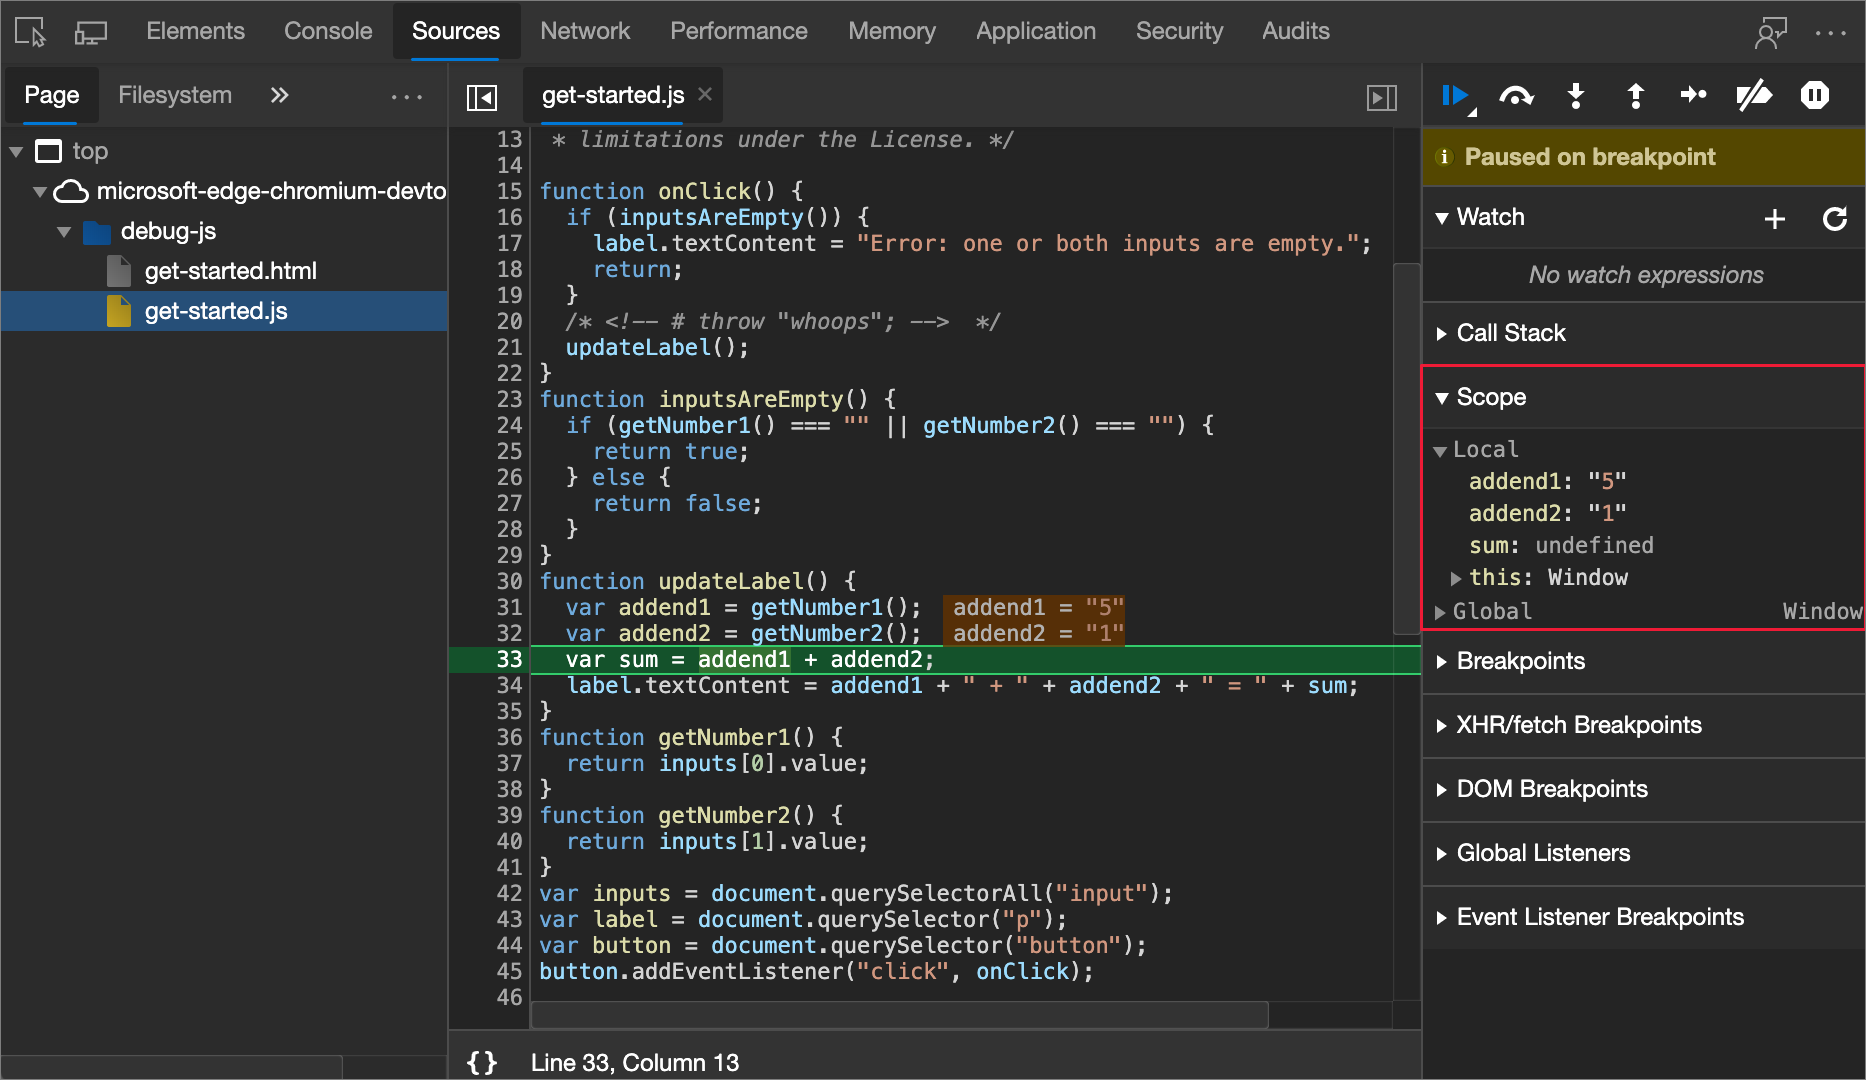 Elements Console Sources Network Performance Memory Application Security Audits
Page Filesystem
top
microsoft-edge-chromium-devto
debug-js
get-started.html
get-started.js
get-started.js
13 * limitations under the License. */
14
15 function onClick() {
16 if (inputsAreEmpty()) {
17 label.textContent = "Error: one or both inputs are empty.";
18 return;
19 }
20 /* <!-- # throw "whoops"; --> */
21 updateLabel();
22 }
23 function inputsAreEmpty() {
24 if (getNumber1() === "" || getNumber2() === "") {
25 return true;
26 } else {
27 return false;
28 }
29 }
30 function updateLabel() {
31 var addend1 = getNumber1(); addend1 = "5"
32 var addend2 = getNumber2(); addend2 = "1"
33 var sum = addend1 + addend2;
34 label.textContent = addend1 + " + " + addend2 + " = " + sum;
35 }
36 function getNumber1() {
37 return inputs[0].value;
38 }
39 function getNumber2() {
40 return inputs[1].value;
41 }
42 var inputs = document.querySelectorAll("input");
43 var label = document.querySelector("p");
44 var button = document.querySelector("button");
45 button.addEventListener("click", onClick);
46
{} Line 33, Column 13
Paused on breakpoint
Watch
No watch expressions
Call Stack
Scope
Local
addend1: "5"
addend2: "1"
sum: undefined
this: Window
Global Window
Breakpoints
XHR/fetch Breakpoints
DOM Breakpoints
Global Listeners
Event Listener Breakpoints